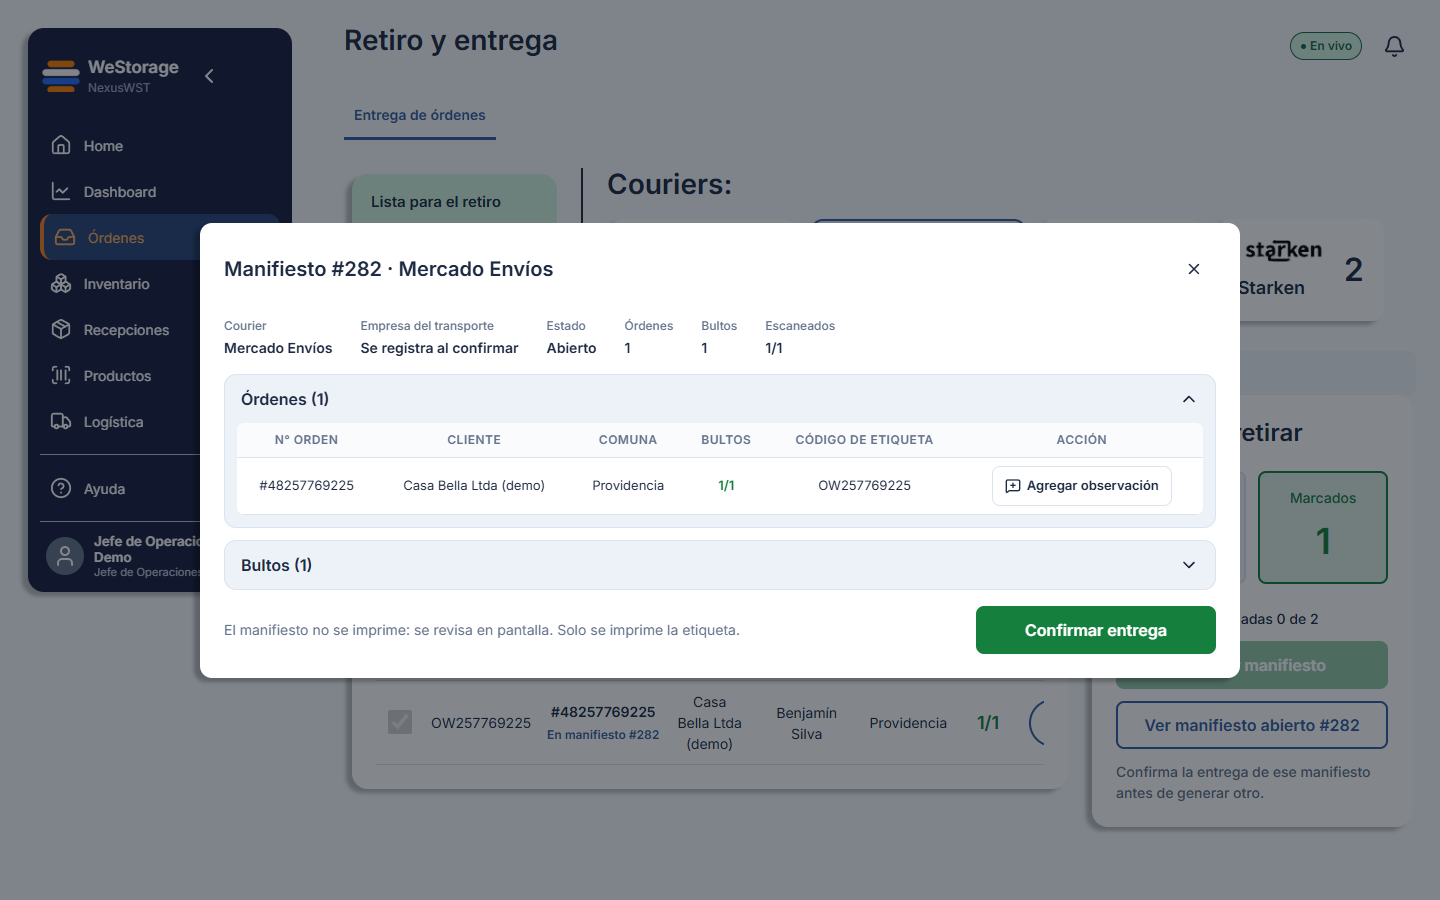 WeStorage
NexusWST
Home
Dashboard
Órdenes
Inventario
Recepciones
Productos
Logística
Ayuda
Jefe de Operacio
Demo
Jefe de Operaciones
Retiro y entrega
En vivo
Entrega de órdenes
Lista para el retiro
Couriers:
starken
Starken
2
Manifiesto #282 · Mercado Envíos
Courier
Mercado Envíos
Empresa del transporte
Se registra al confirmar
Estado
Abierto
Órdenes
1
Bultos
1
Escaneados
1/1
Órdenes (1)
N° ORDEN CLIENTE COMUNA BULTOS CÓDIGO DE ETIQUETA ACCIÓN
#48257769225 Casa Bella Ltda (demo) Providencia 1/1 OW257769225 Agregar observación
Bultos (1)
El manifiesto no se imprime: se revisa en pantalla. Solo se imprime la etiqueta.
Confirmar entrega
OW257769225
#48257769225
En manifiesto #282
Casa
Bella Ltda
(demo)
Benjamín
Silva
Providencia
1/1
etirar
Marcados
1
adas 0 de 2
manifiesto
Ver manifiesto abierto #282
Confirma la entrega de ese manifiesto
antes de generar otro.